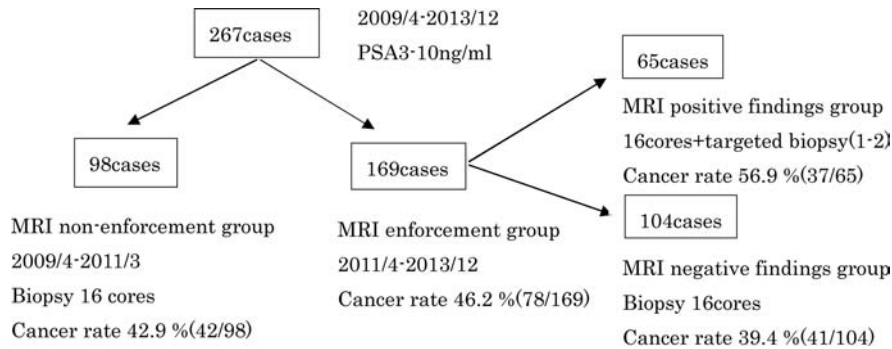 267cases
2009/4-2013/12
PSA3-10ng/ml
98cases
MRI non-enforcement group
2009/4-2011/3
Biopsy 16 cores
Cancer rate 42.9 %(42/98)
169cases
MRI enforcement group
2011/4-2013/12
Cancer rate 46.2 %(78/169)
65cases
MRI positive findings group
16cores+targeted biopsy(1-2)
Cancer rate 56.9 %(37/65)
104cases
MRI negative findings group
Biopsy 16cores
Cancer rate 39.4 %(41/104)